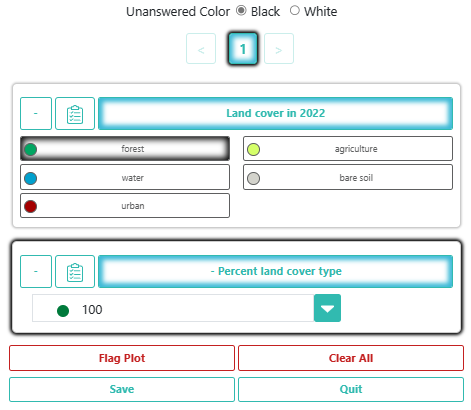 Unanswered Color Black White
< 1 >
- Land cover in 2022
forest agriculture
water bare soil
urban
- - Percent land cover type
100
Flag Plot Clear All
Save Quit